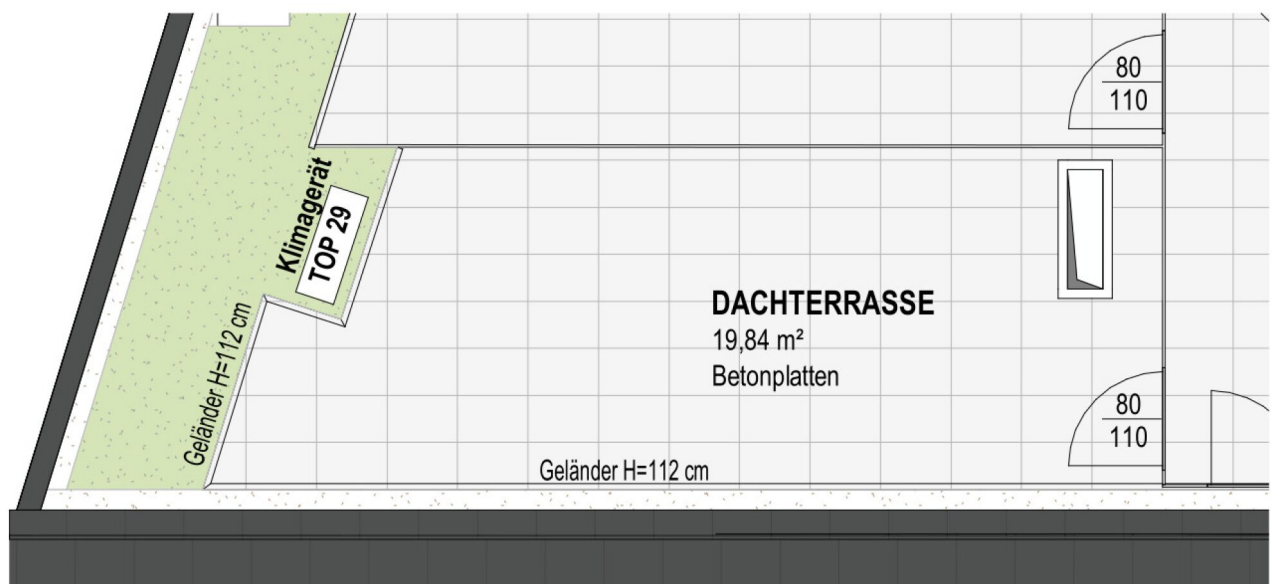 80
110
Klimagerät
TOP 29
DACHTERRASSE
19,84 m²
Betonplatten
Geländer H=112 cm
80
110
Geländer H=112 cm